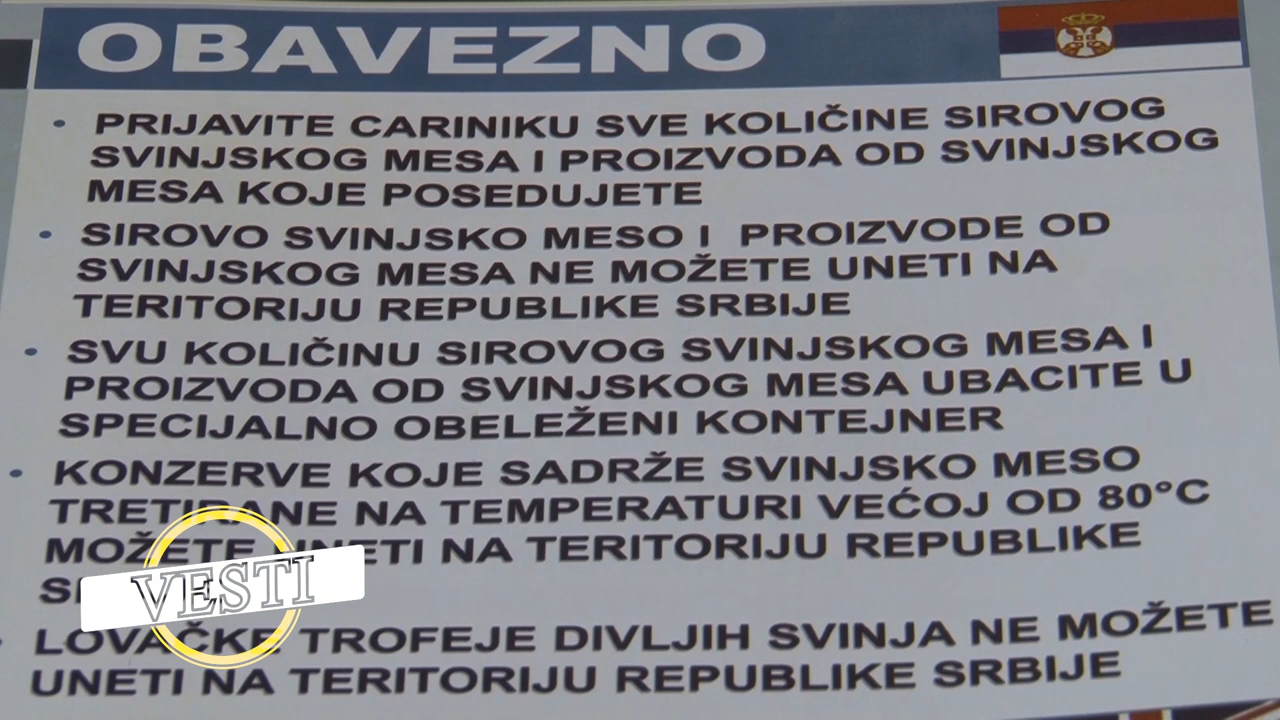 OBAVEZNO
• PRIJAVITE CARINIKU SVE KOLIČINE SIROVOG
SVINJSKOG MESA I PROIZVODA OD SVINJSKOG
MESA KOJE POSEDUJETE
• SIROVO SVINJSKO MESO I PROIZVODE OD
SVINJSKOG MESA NE MOŽETE UNETI NA
TERITORIJU REPUBLIKE SRBIJE
• SVU KOLIČINU SIROVOG SVINJSKOG MESA I
PROIZVODA OD SVINJSKOG MESA UBACITE U
SPECIJALNO OBELEŽENI KONTEJNER
• KONZERVE KOJE SADRŽE SVINJSKO MESO
TRETIRANE NA TEMPERATURI VEĆOJ OD 80°C
MOŽETE UNETI NA TERITORIJU REPUBLIKE
VESTI
LOVAČKE TROFEJE DIVLJIH SVINJA NE MOŽETE
UNETI NA TERITORIJU REPUBLIKE SRBIJE